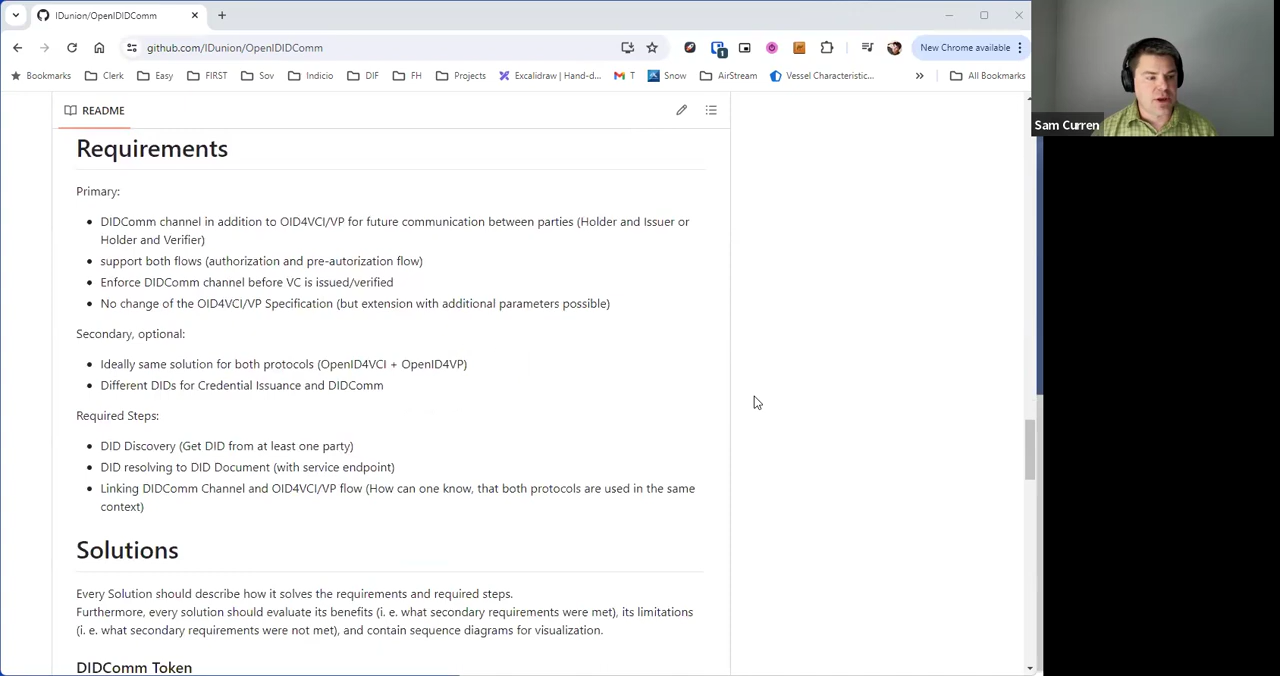 IDunion/OpenIDIDComm
github.com/IDunion/OpenIDIDComm
1
New Chrome available
Bookmarks
Clerk
Easy
FIRST
Sov
Indicio
DIF
FH
Projects
Excalidraw | Hand-d...
T
Snow
AirStream
Vessel Characteristic...
»
All Bookmarks
Sam Curren
README
Requirements
Primary:
DIDComm channel in addition to OID4VCI/VP for future communication between parties (Holder and Issuer or
Holder and Verifier)
support both flows (authorization and pre-autorization flow)
Enforce DIDComm channel before VC is issued/verified
No change of the OID4VCI/VP Specification (but extension with additional parameters possible)
Secondary, optional:
Ideally same solution for both protocols (OpenID4VCI + OpenID4VP)
Different DIDs for Credential Issuance and DIDComm
Required Steps:
DID Discovery (Get DID from at least one party)
DID resolving to DID Document (with service endpoint)
Linking DIDComm Channel and OID4VCI/VP flow (How can one know, that both protocols are used in the same
context)
Solutions
Every Solution should describe how it solves the requirements and required steps.
Furthermore, every solution should evaluate its benefits (i. e. what secondary requirements were met), its limitations
(i. e. what secondary requirements were not met), and contain sequence diagrams for visualization.
DIDComm Token